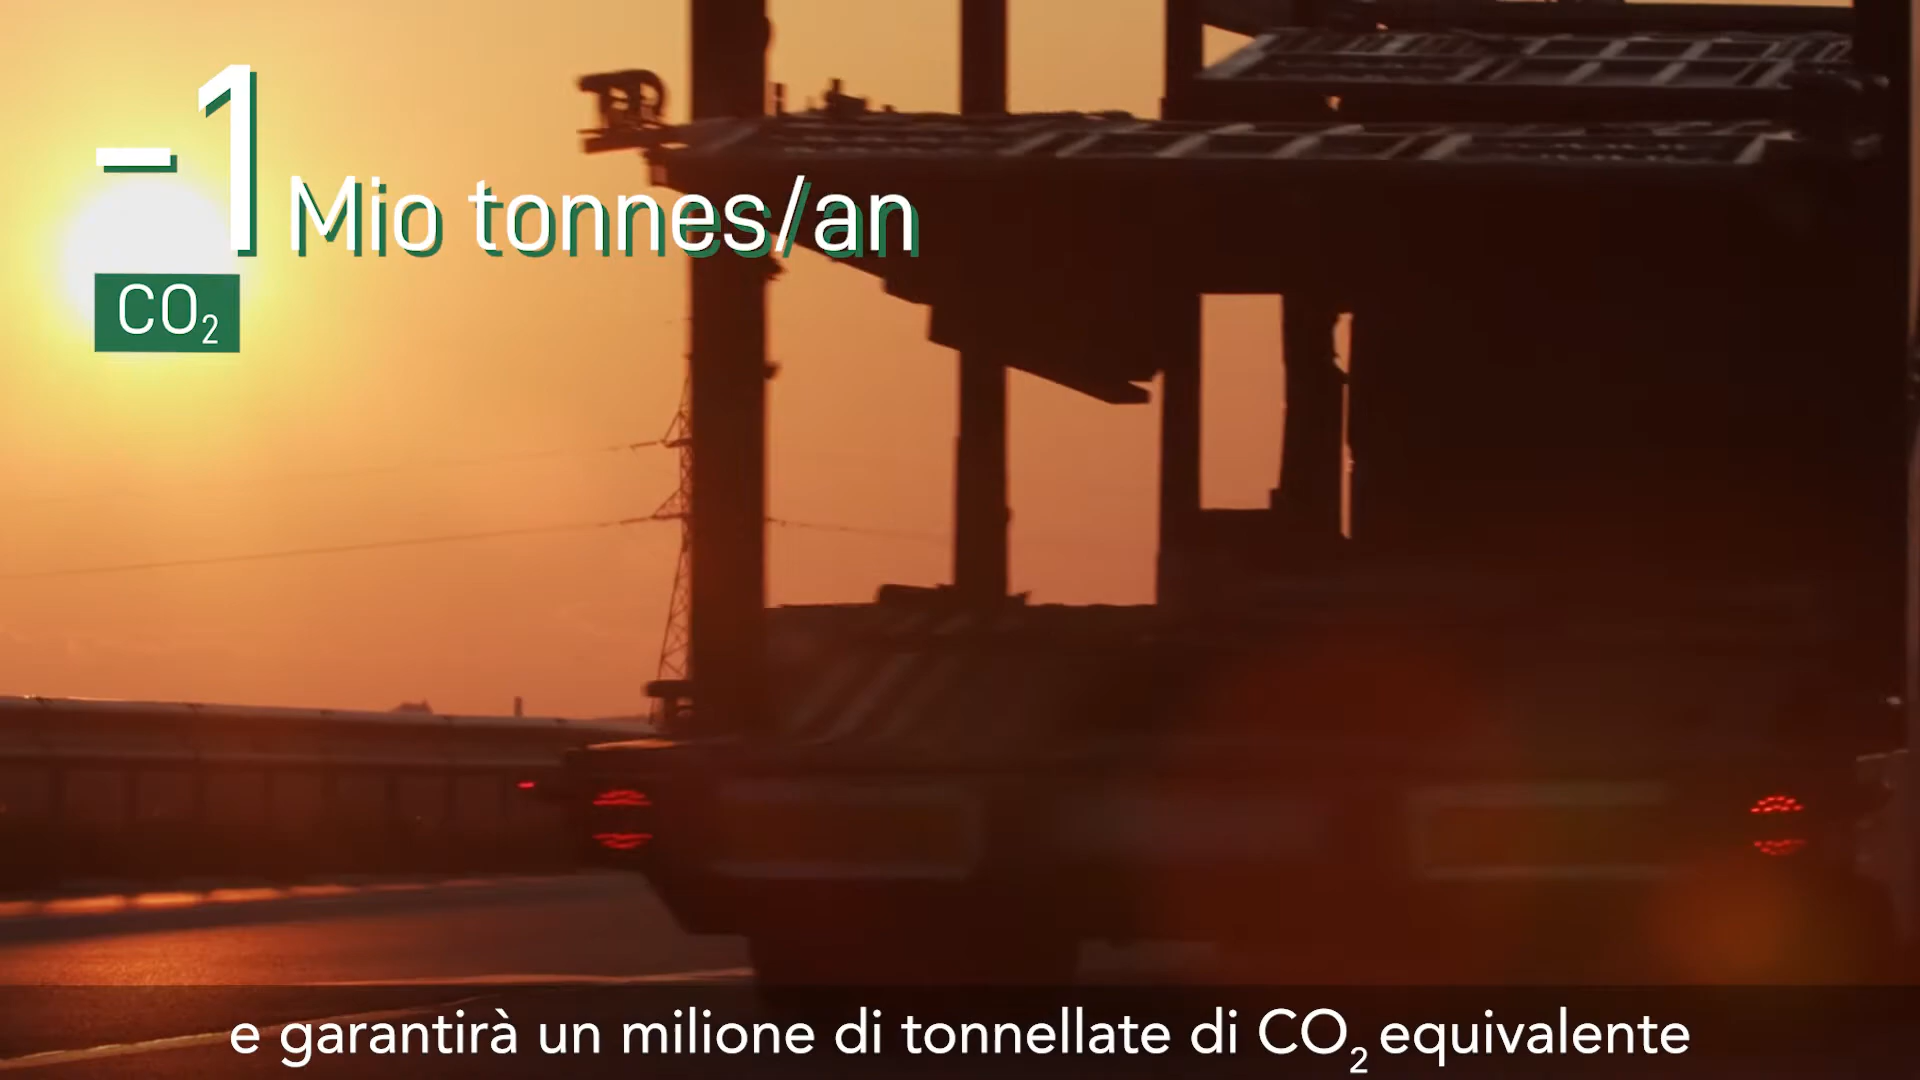 −1 Mio tonnes/an
CO₂
e garantirà un milione di tonnellate di CO₂ equivalente